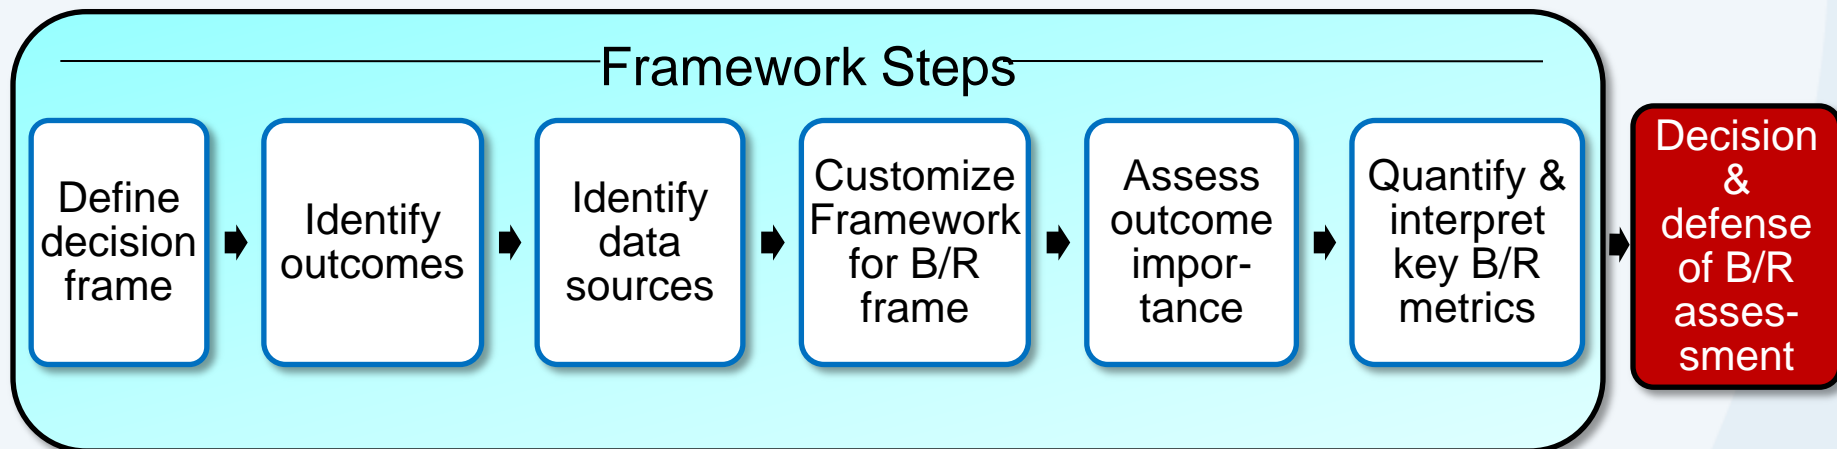 Framework Steps
Define
decision
frame
Identify
outcomes
Identify
data
sources
Customize
Framework
for B/R
frame
Assess
outcome
impor-
tance
Quantify &
interpret
key B/R
metrics
Decision
&
defense
of B/R
asses-
sment